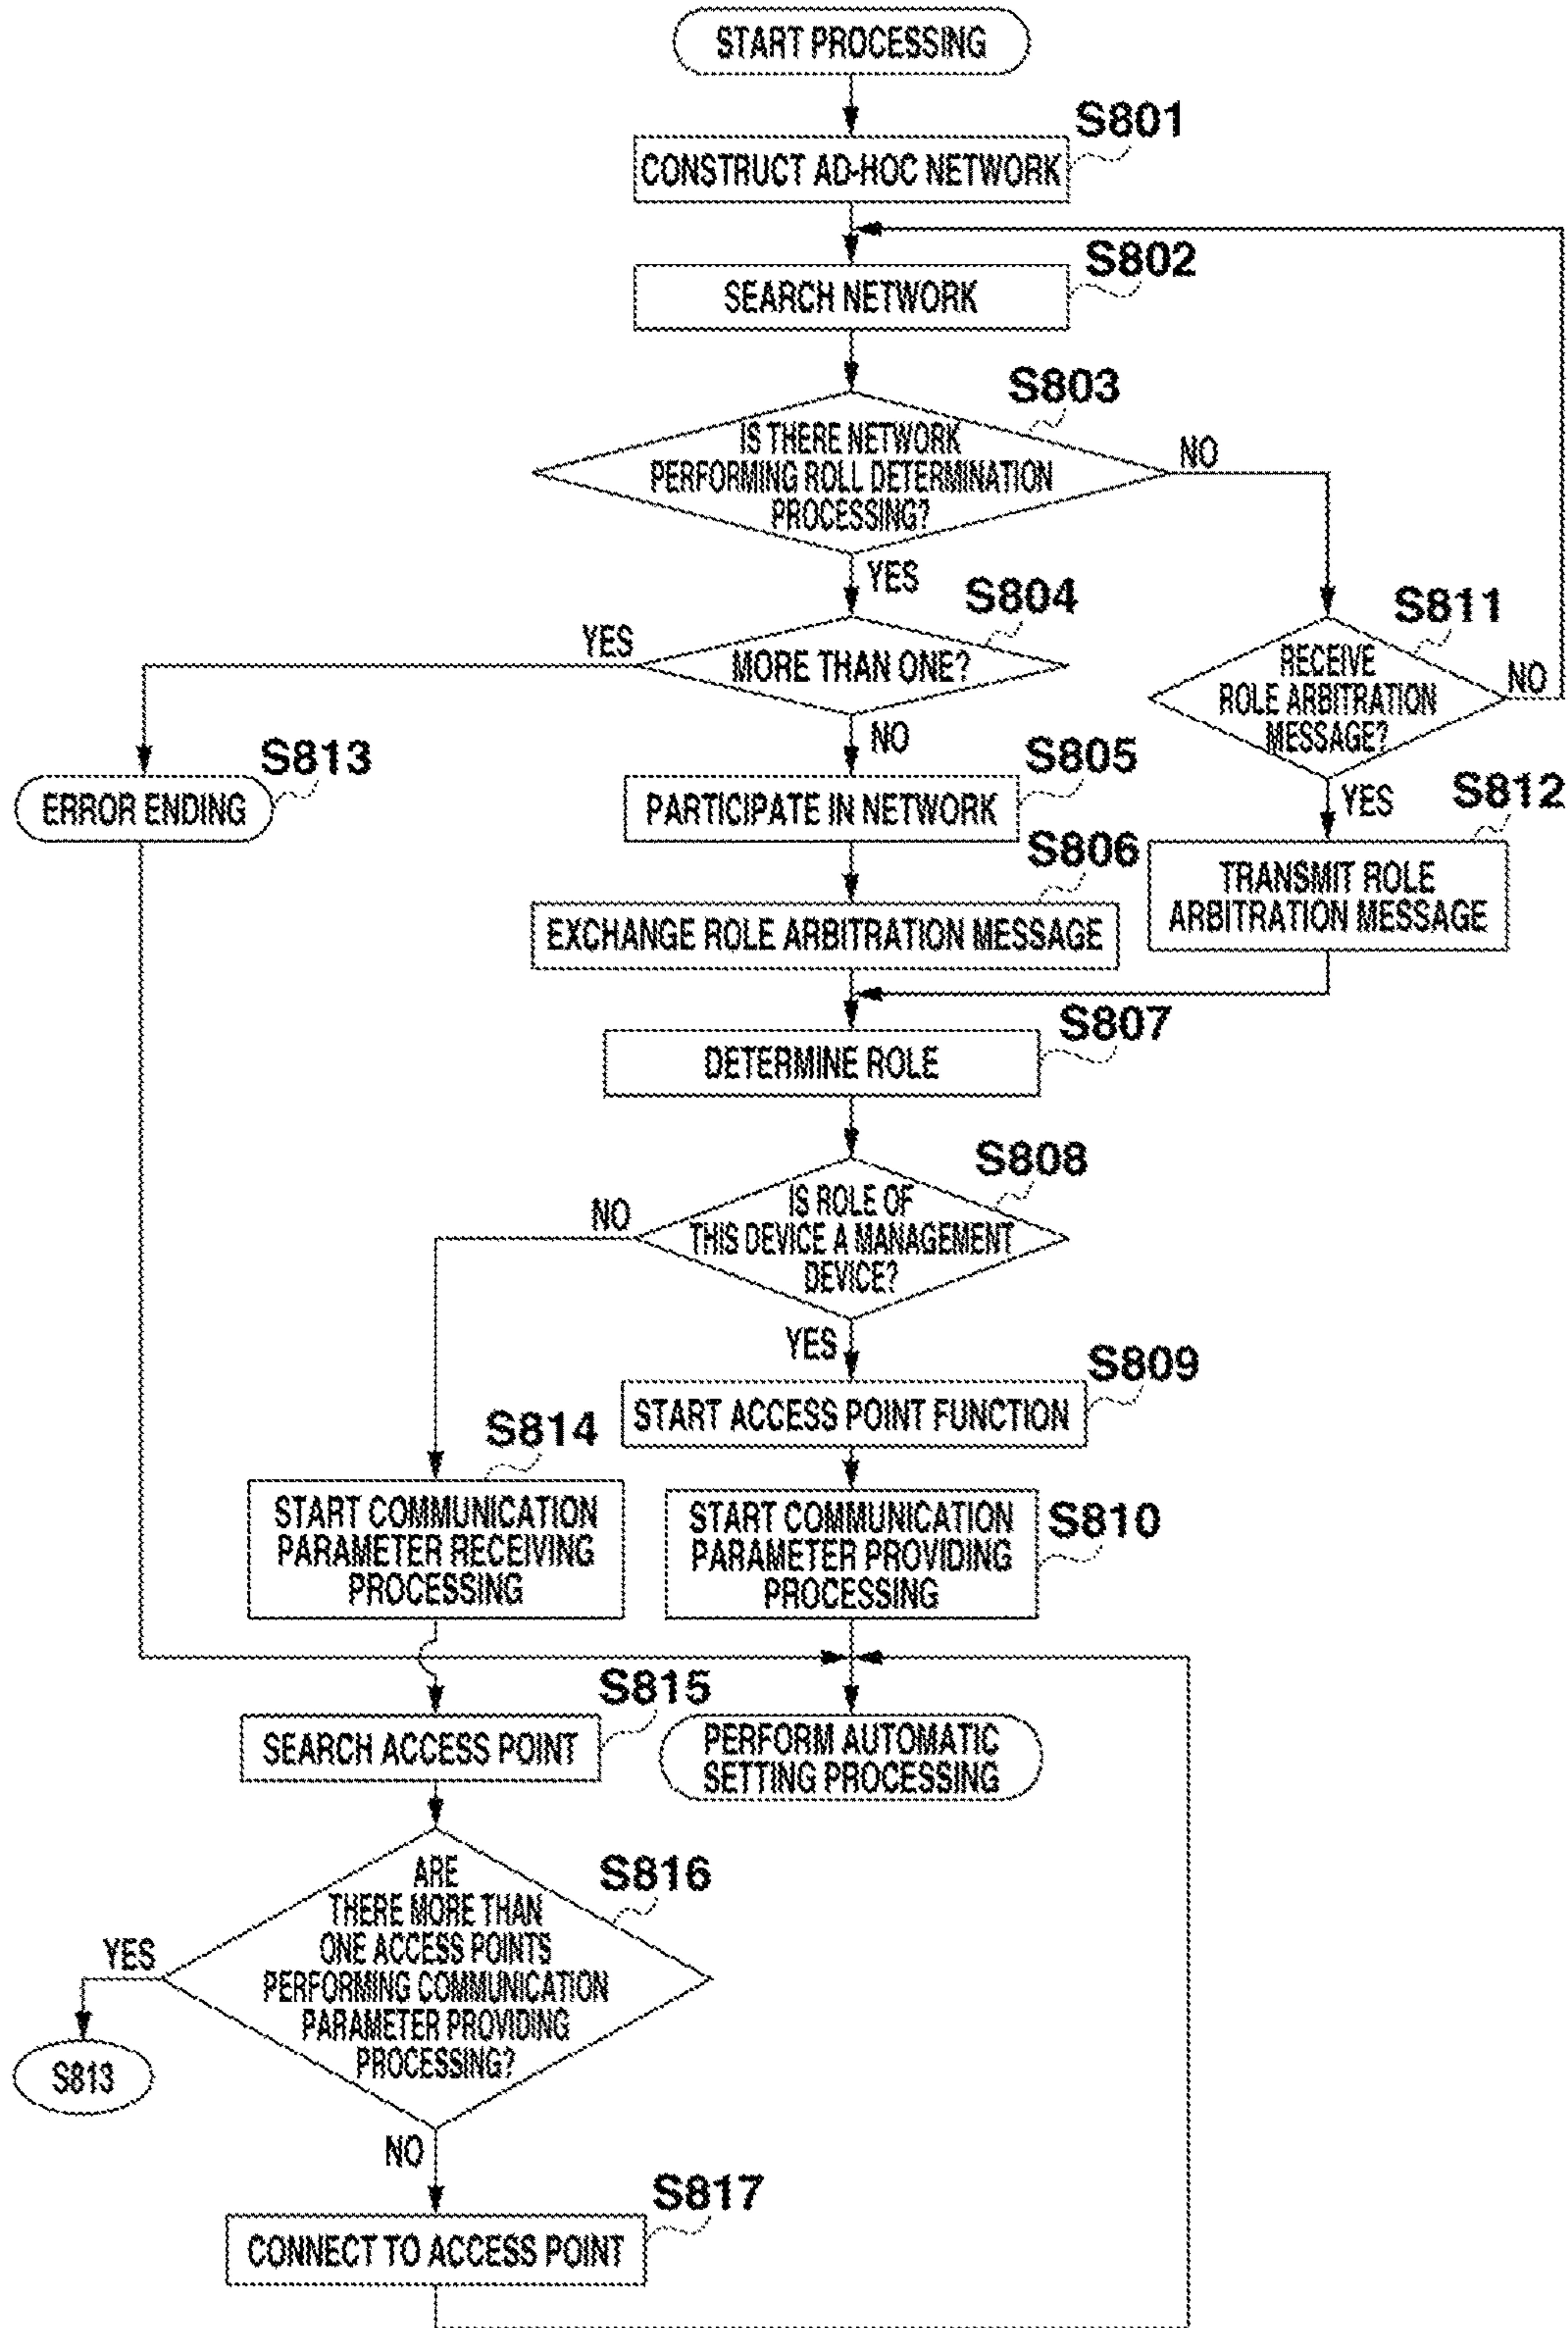 START PROCESSING
S801
CONSTRUCT AD-HOC NETWORK
S802
SEARCH NETWORK
S803
IS THERE NETWORK
PERFORMING ROLL DETERMINATION
PROCESSING?
NO
YES
S804
MORE THAN ONE?
YES
NO
S811
RECEIVE
ROLE ARBITRATION
MESSAGE?
NO
YES
S813
ERROR ENDING
S805
PARTICIPATE IN NETWORK
S812
TRANSMIT ROLE
ARBITRATION MESSAGE
S806
EXCHANGE ROLE ARBITRATION MESSAGE
S807
DETERMINE ROLE
S808
IS ROLE OF
THIS DEVICE A MANAGEMENT
DEVICE?
NO
YES
S809
START ACCESS POINT FUNCTION
S814
START COMMUNICATION
PARAMETER RECEIVING
PROCESSING
S810
START COMMUNICATION
PARAMETER PROVIDING
PROCESSING
S815
SEARCH ACCESS POINT
PERFORM AUTOMATIC
SETTING PROCESSING
S816
ARE
THERE MORE THAN
ONE ACCESS POINTS
PERFORMING COMMUNICATION
PARAMETER PROVIDING
PROCESSING?
YES
S813
NO
S817
CONNECT TO ACCESS POINT